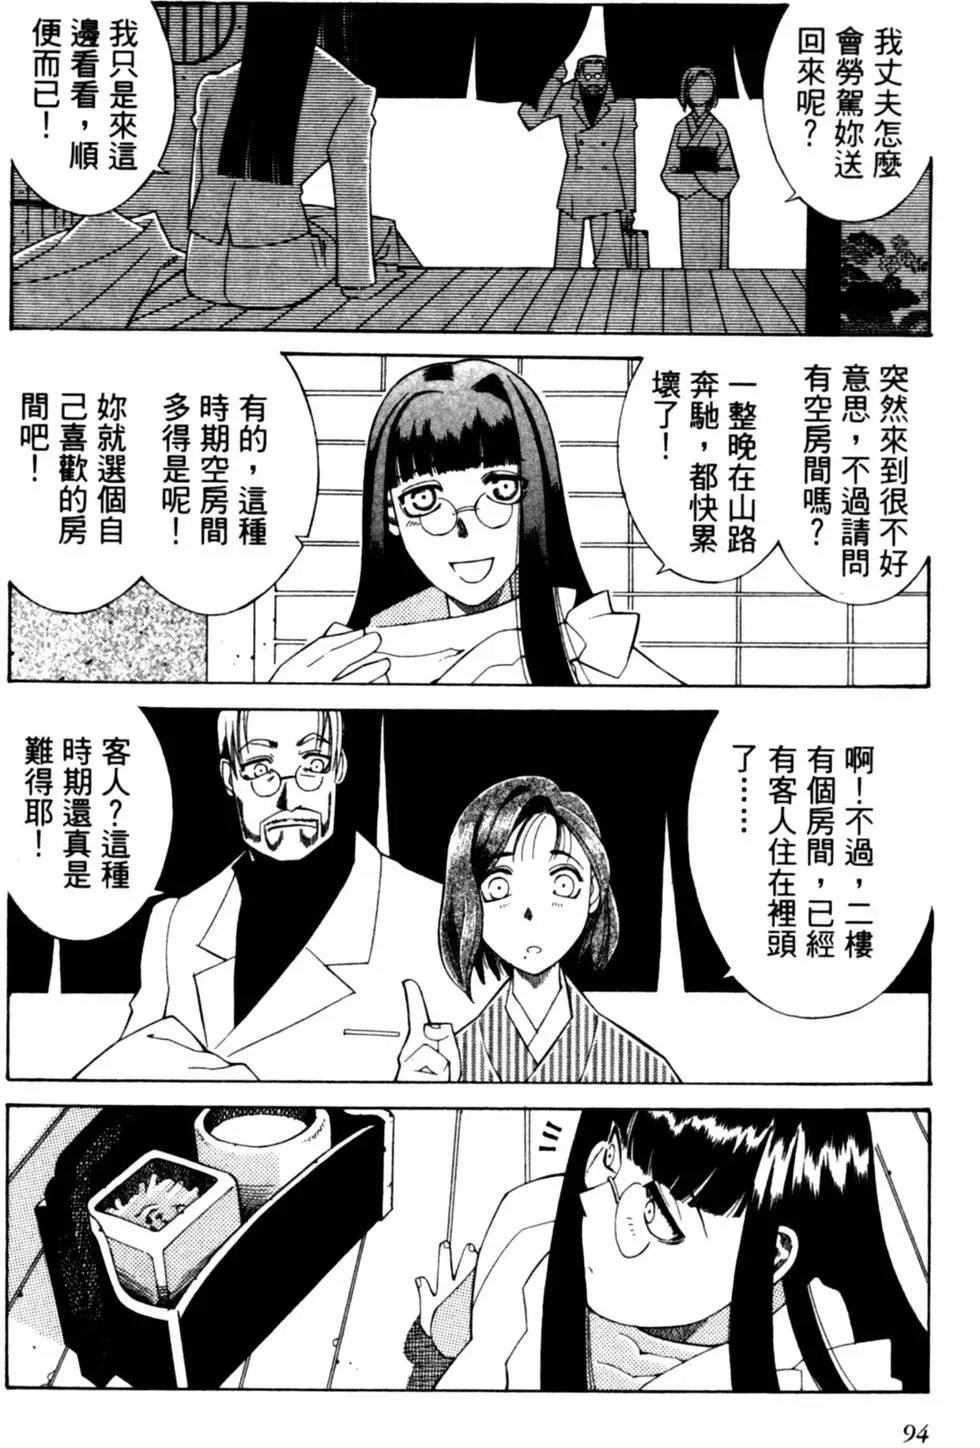 我丈夫怎麼
會勞駕妳送
回來呢？
我只是來這
邊看看，順
便而已！
突然來到很不好
意思，不過請問
有空房間嗎？
一整晚在山路
奔馳，都快累
壞了！
有的，這種
時期空房間
多得是呢！
妳就選個自
己喜歡的房
間吧！
啊！不過，二樓
有個房間，已經
有客人住在裡頭
了……
客人？這種
時期還真是
難得耶！
94